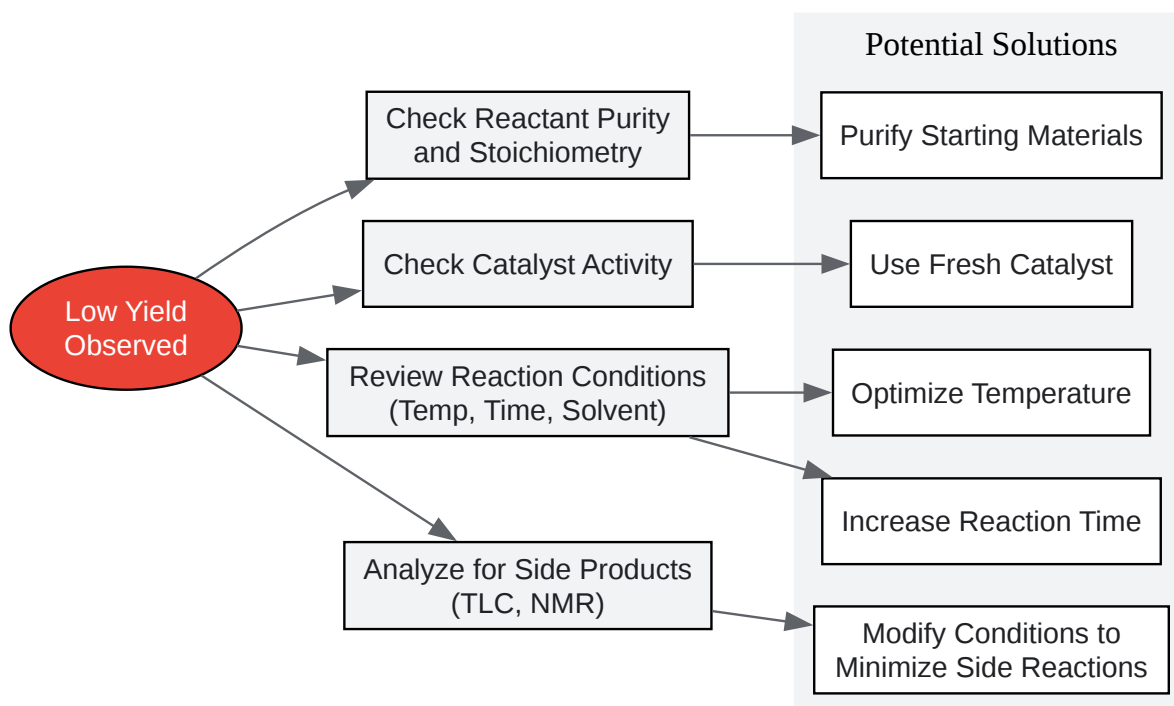 Potential Solutions
Check Reactant Purity
and Stoichiometry
Purify Starting Materials
Check Catalyst Activity
Use Fresh Catalyst
Low Yield
Observed
Review Reaction Conditions
(Temp, Time, Solvent)
Optimize Temperature
Increase Reaction Time
Analyze for Side Products
(TLC, NMR)
Modify Conditions to
Minimize Side Reactions